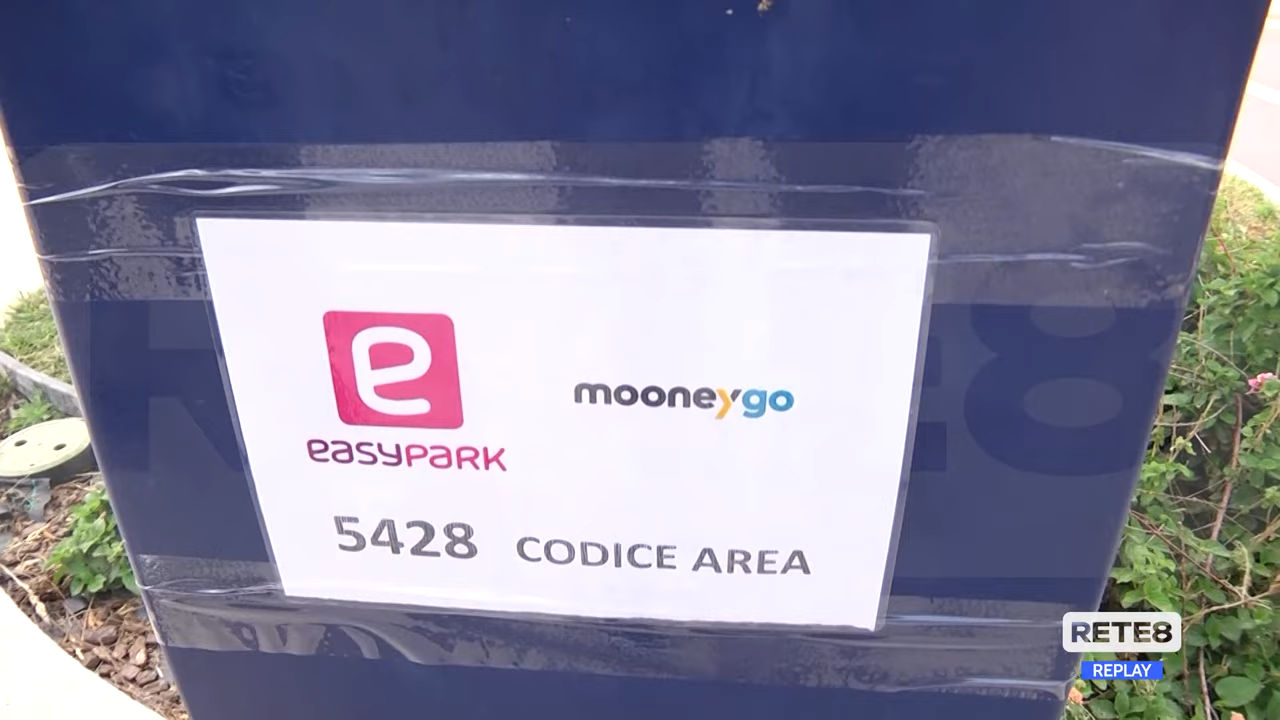 e
easypark
mooneygo
5428 CODICE AREA
RETE8
REPLAY